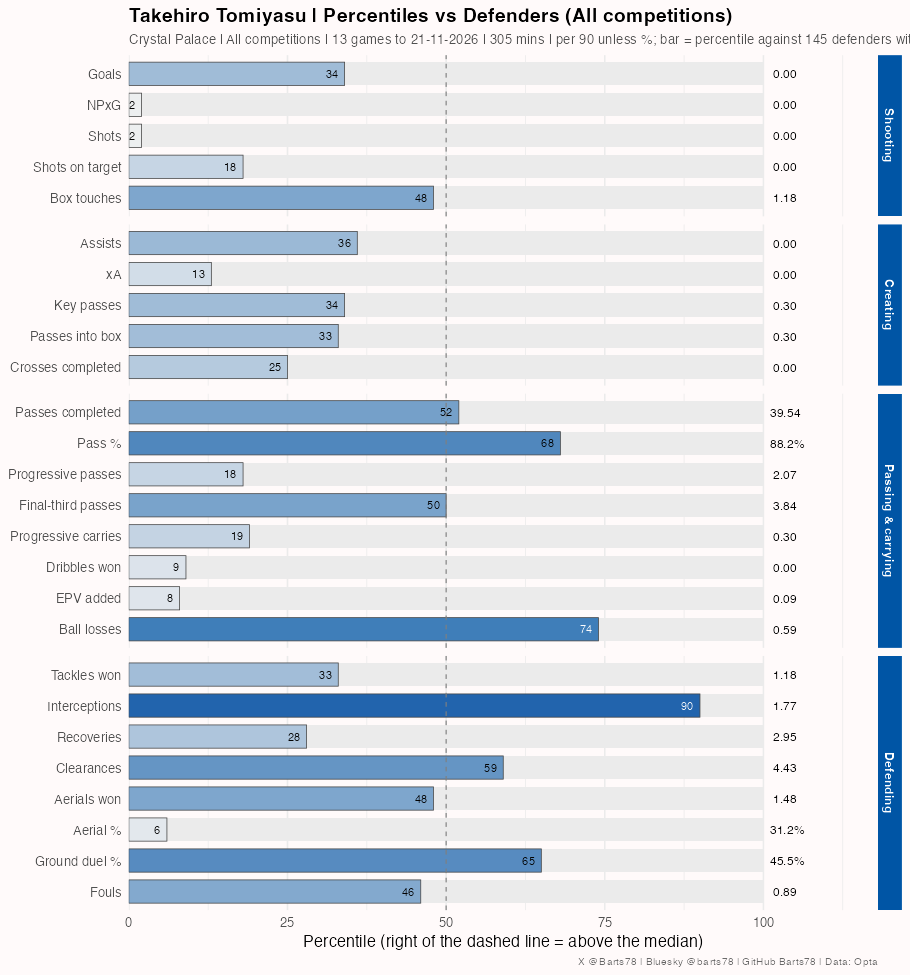 Takehiro Tomiyasu | Percentiles vs Defenders (All competitions)
Crystal Palace | All competitions | 13 games to 21-11-2026 | 305 mins | per 90 unless %; bar = percentile against 145 defenders wit
Goals 34 0.00
NPxG 2 0.00
Shots 2 0.00
Shots on target 18 0.00
Box touches 48 1.18
Shooting
Assists 36 0.00
xA 13 0.00
Key passes 34 0.30
Passes into box 33 0.30
Crosses completed 25 0.00
Creating
Passes completed 52 39.54
Pass % 68 88.2%
Progressive passes 18 2.07
Final-third passes 50 3.84
Progressive carries 19 0.30
Dribbles won 9 0.00
EPV added 8 0.09
Ball losses 74 0.59
Passing & carrying
Tackles won 33 1.18
Interceptions 90 1.77
Recoveries 28 2.95
Clearances 59 4.43
Aerials won 48 1.48
Aerial % 6 31.2%
Ground duel % 65 45.5%
Fouls 46 0.89
Defending
0 25 50 75 100
Percentile (right of the dashed line = above the median)
X @Barts78 | Bluesky @barts78 | GitHub Barts78 | Data: Opta